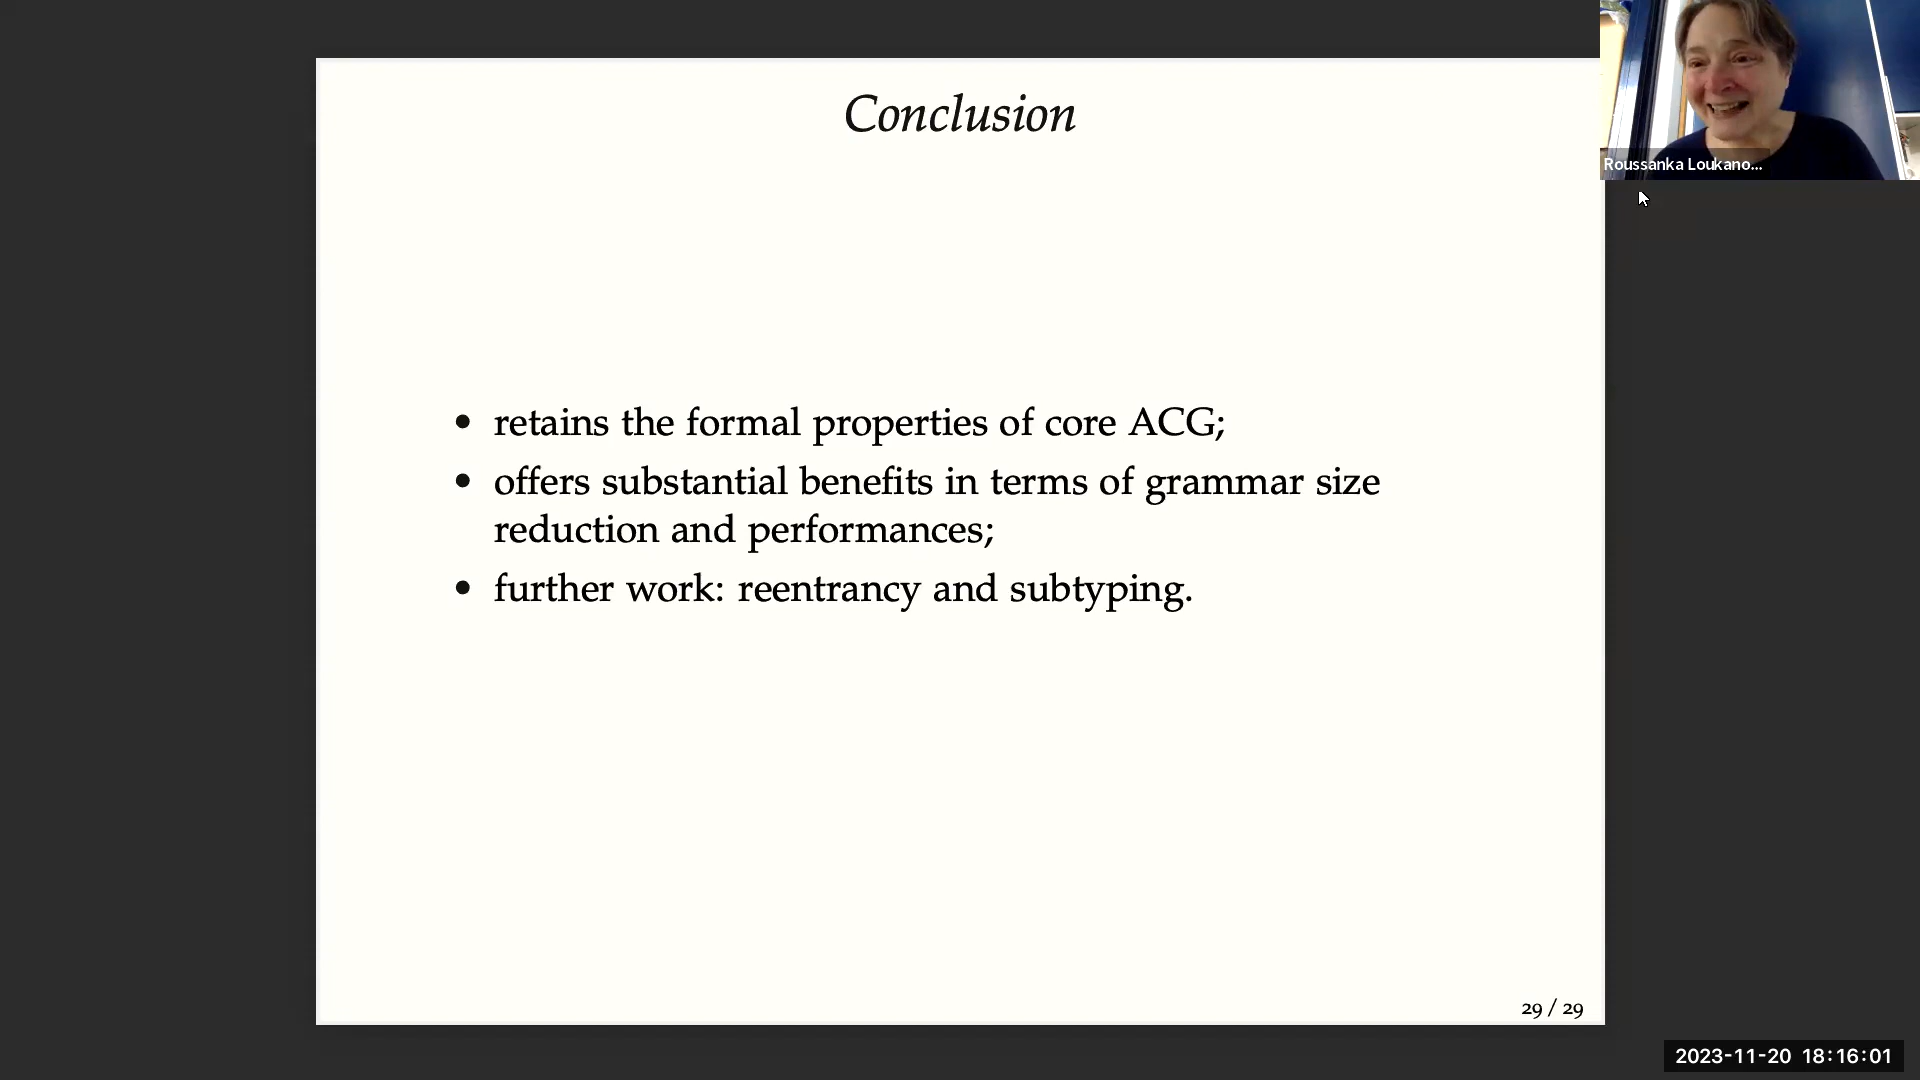 Conclusion
Roussanka Loukano...
• retains the formal properties of core ACG;
• offers substantial benefits in terms of grammar size
reduction and performances;
• further work: reentrancy and subtyping.
29 / 29
2023-11-20 18:16:01